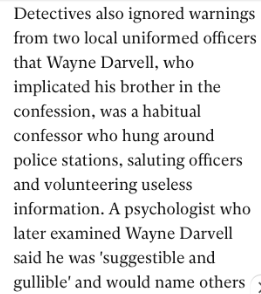 Detectives also ignored warnings
from two local uniformed officers
that Wayne Darvell, who
implicated his brother in the
confession, was a habitual
confessor who hung around
police stations, saluting officers
and volunteering useless
information. A psychologist who
later examined Wayne Darvell
said he was 'suggestible and
gullible' and would name others